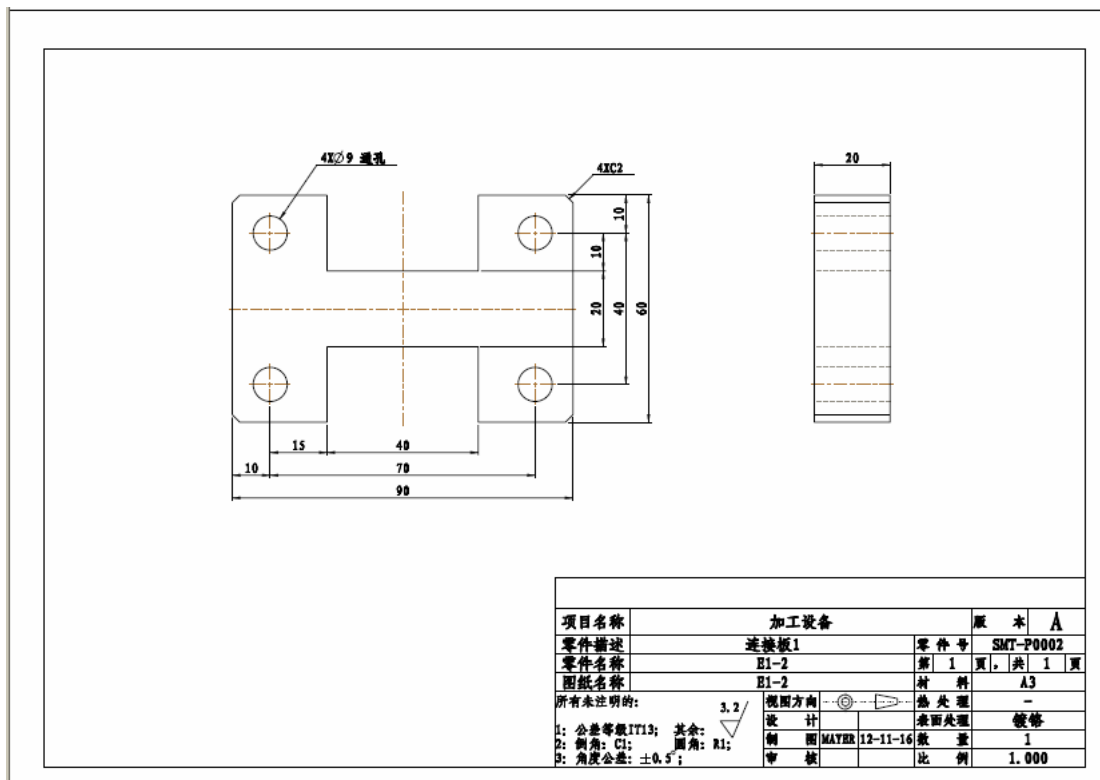 4XØ9 通孔
4XC2
20
10
10
20
40
60
15
40
10
70
90
项目名称 加工设备 版 本 A
零件描述 连接板1 零 件 号 SMT-P0002
零件名称 E1-2 第 1 页, 共 1 页
图纸名称 E1-2 材 料 A3
所有未注明的: 3.2 视图方向 热 处 理 -
设 计 表面处理 镀铬
1: 公差等级IT13; 其余:
2: 倒角: C1; 圆角: R1; 制 图 MAYER 12-11-16 数 量 1
3: 角度公差: ±0.5°; 审 核 比 例 1.000